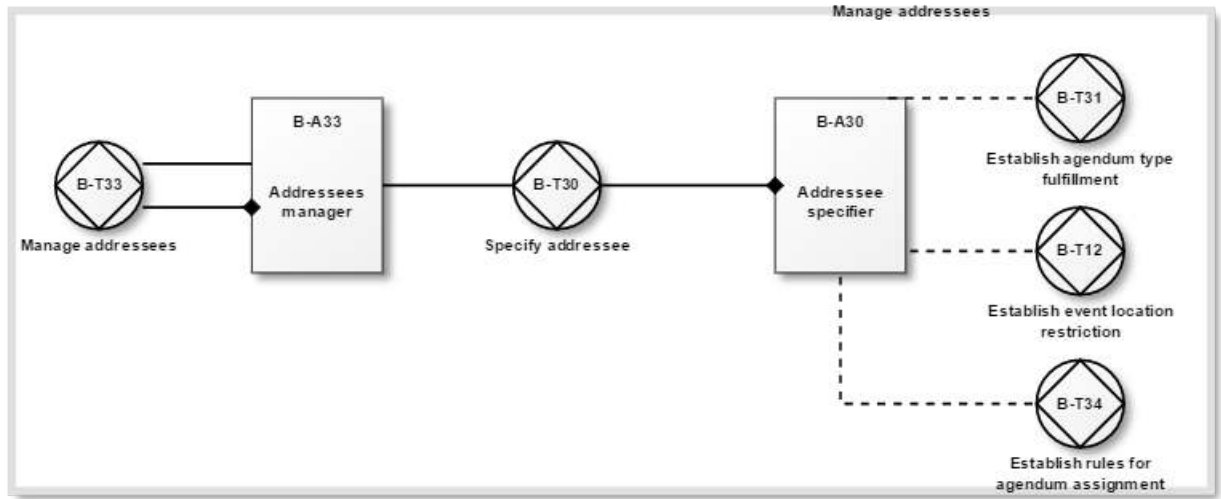 Manage addressees
B-T33
Manage addressees
B-A33
Addressees
manager
B-T30
Specify addressee
B-A30
Addressee
specifier
B-T31
Establish agendum type
fulfillment
B-T12
Establish event location
restriction
B-T34
Establish rules for
agendum assignment